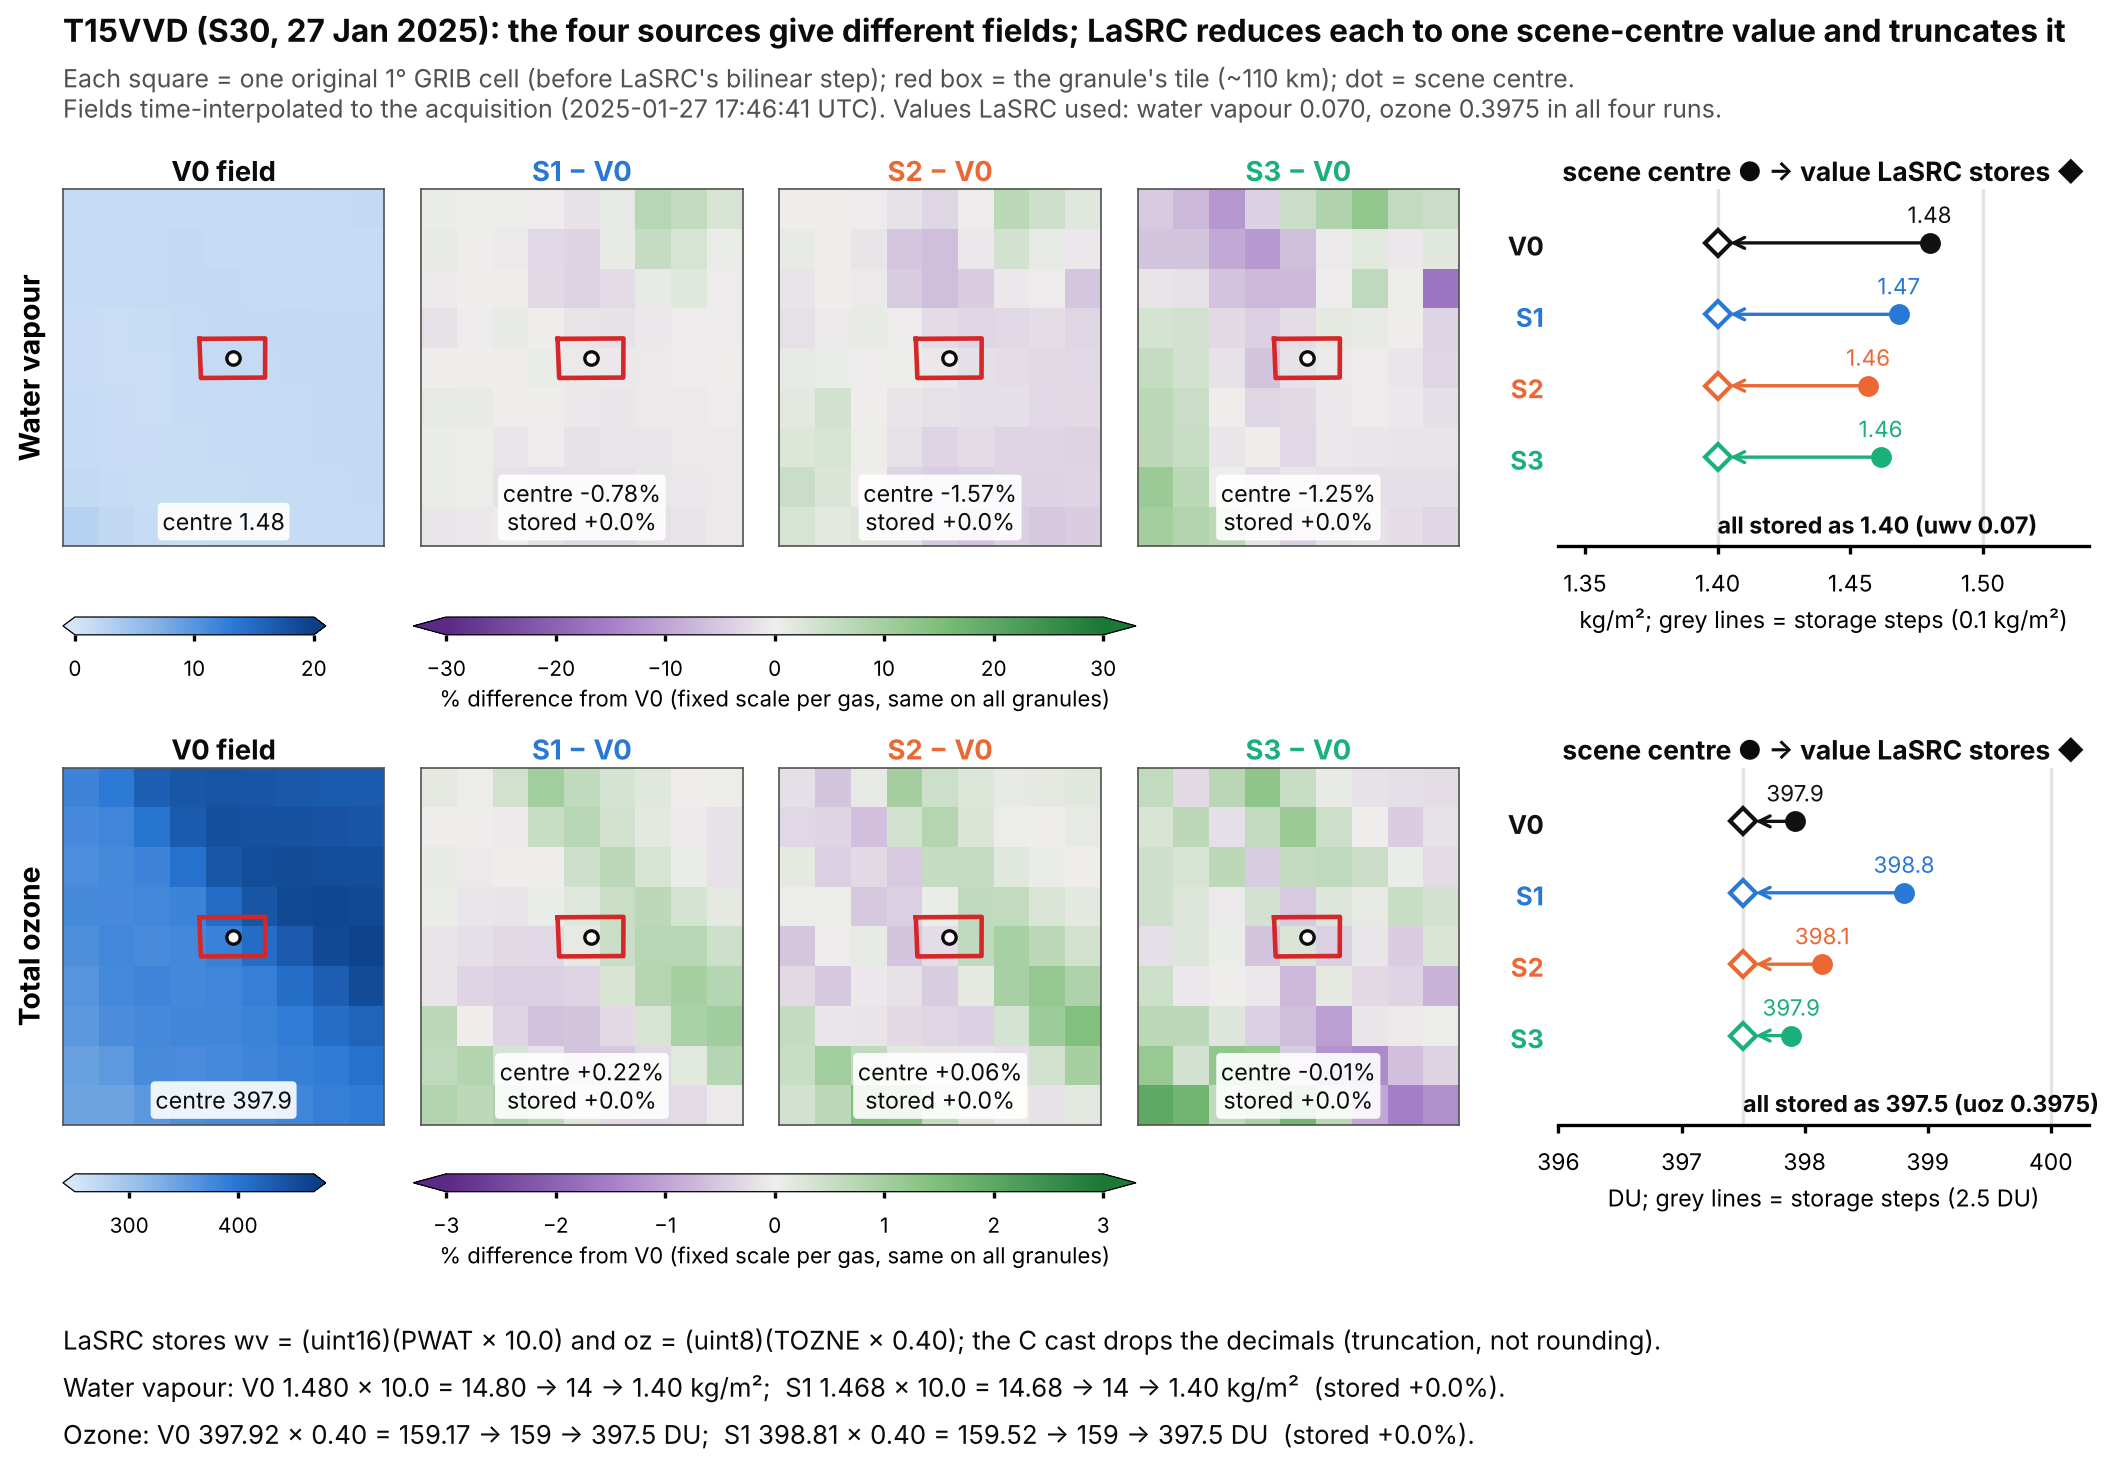 T15VVD (S30, 27 Jan 2025): the four sources give different fields; LaSRC reduces each to one scene-centre value and truncates it
Each square = one original 1° GRIB cell (before LaSRC's bilinear step); red box = the granule's tile (~110 km); dot = scene centre.
Fields time-interpolated to the acquisition (2025-01-27 17:46:41 UTC). Values LaSRC used: water vapour 0.070, ozone 0.3975 in all four runs.
V0 field
S1 − V0
S2 − V0
S3 − V0
scene centre ● → value LaSRC stores ◆
Water vapour
centre 1.48
centre -0.78%
stored +0.0%
centre -1.57%
stored +0.0%
centre -1.25%
stored +0.0%
V0
1.48
S1
1.47
S2
1.46
S3
1.46
all stored as 1.40 (uwv 0.07)
1.35 1.40 1.45 1.50
kg/m²; grey lines = storage steps (0.1 kg/m²)
0 10 20
−30 −20 −10 0 10 20 30
% difference from V0 (fixed scale per gas, same on all granules)
V0 field
S1 − V0
S2 − V0
S3 − V0
scene centre ● → value LaSRC stores ◆
Total ozone
centre 397.9
centre +0.22%
stored +0.0%
centre +0.06%
stored +0.0%
centre -0.01%
stored +0.0%
V0
397.9
S1
398.8
S2
398.1
S3
397.9
all stored as 397.5 (uoz 0.3975)
396 397 398 399 400
DU; grey lines = storage steps (2.5 DU)
300 400
−3 −2 −1 0 1 2 3
% difference from V0 (fixed scale per gas, same on all granules)
LaSRC stores wv = (uint16)(PWAT × 10.0) and oz = (uint8)(TOZNE × 0.40); the C cast drops the decimals (truncation, not rounding).
Water vapour: V0 1.480 × 10.0 = 14.80 → 14 → 1.40 kg/m²; S1 1.468 × 10.0 = 14.68 → 14 → 1.40 kg/m² (stored +0.0%).
Ozone: V0 397.92 × 0.40 = 159.17 → 159 → 397.5 DU; S1 398.81 × 0.40 = 159.52 → 159 → 397.5 DU (stored +0.0%).